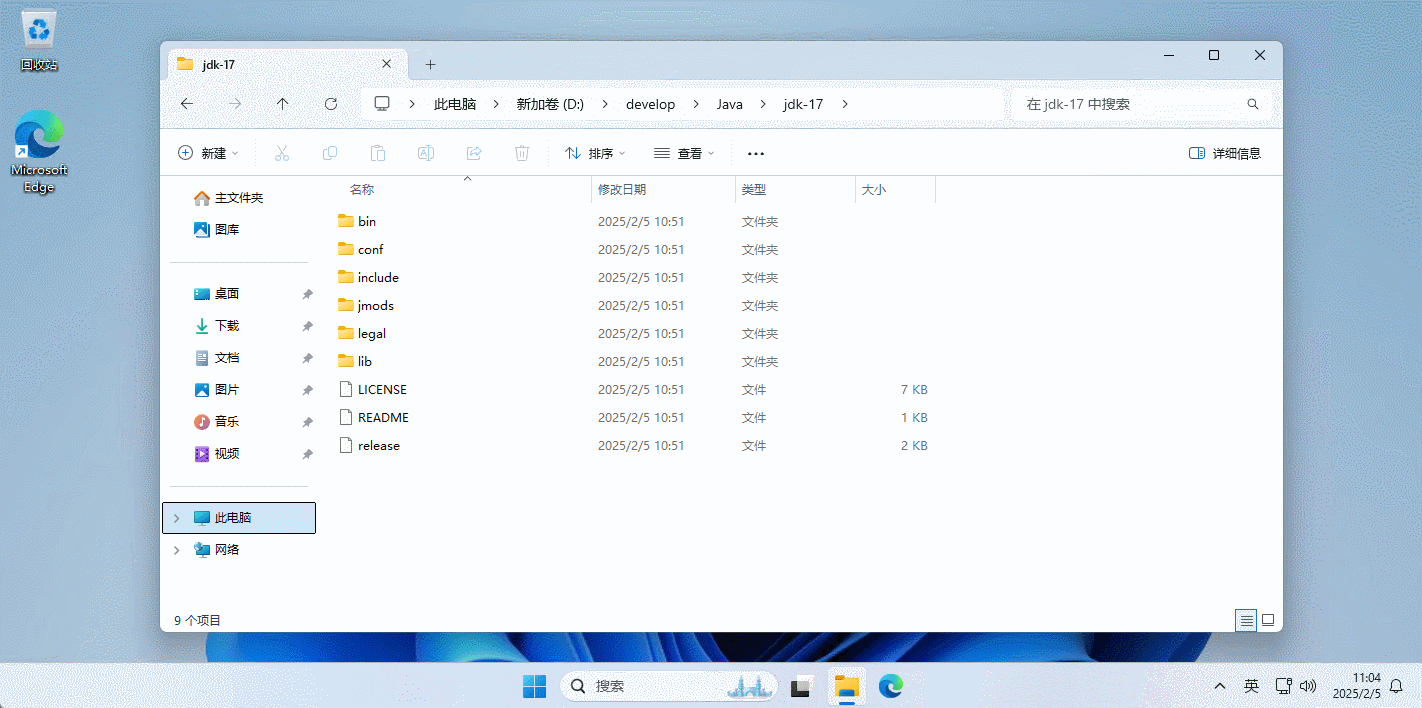 回收站
Microsoft
Edge
jdk-17
此电脑 新加卷 (D:) develop Java jdk-17
在 jdk-17 中搜索
新建 排序 查看 详细信息
主文件夹
图库
桌面
下载
文档
图片
音乐
视频
此电脑
网络
名称 修改日期 类型 大小
bin 2025/2/5 10:51 文件夹
conf 2025/2/5 10:51 文件夹
include 2025/2/5 10:51 文件夹
jmods 2025/2/5 10:51 文件夹
legal 2025/2/5 10:51 文件夹
lib 2025/2/5 10:51 文件夹
LICENSE 2025/2/5 10:51 文件 7 KB
README 2025/2/5 10:51 文件 1 KB
release 2025/2/5 10:51 文件 2 KB
9 个项目
搜索
英
11:04
2025/2/5